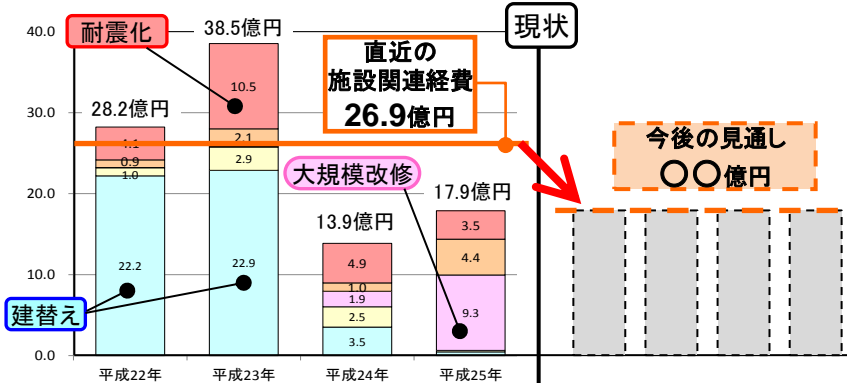 40.0
30.0
20.0
10.0
0.0
耐震化
38.5億円
現状
直近の
施設関連経費
26.9億円
28.2億円
10.5
4.1
0.9
1.0
2.1
2.9
大規模改修
今後の見通し
〇〇億円
13.9億円
17.9億円
22.2
22.9
4.9
1.0
1.9
2.5
3.5
3.5
4.4
9.3
建替え
平成22年
平成23年
平成24年
平成25年